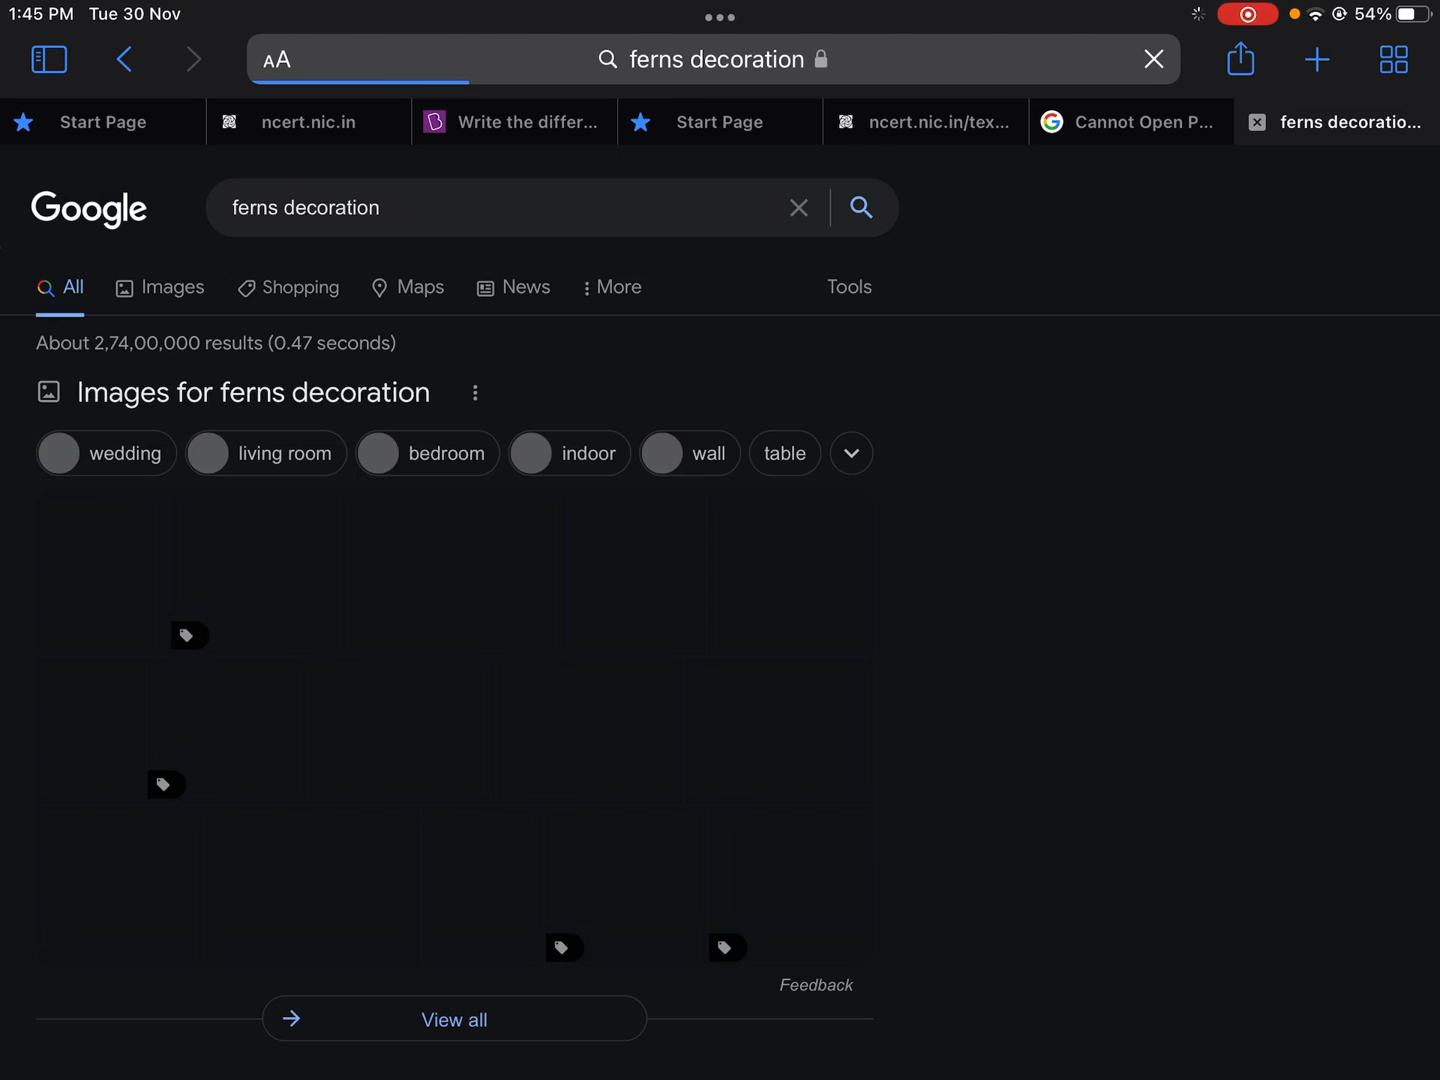 1:45 PM Tue 30 Nov
54%
AA ferns decoration
Start Page ncert.nic.in Write the differ... Start Page ncert.nic.in/tex... Cannot Open P... ferns decoratio...
Google ferns decoration
All Images Shopping Maps News More Tools
About 2,74,00,000 results (0.47 seconds)
Images for ferns decoration
wedding living room bedroom indoor wall table
Feedback
View all